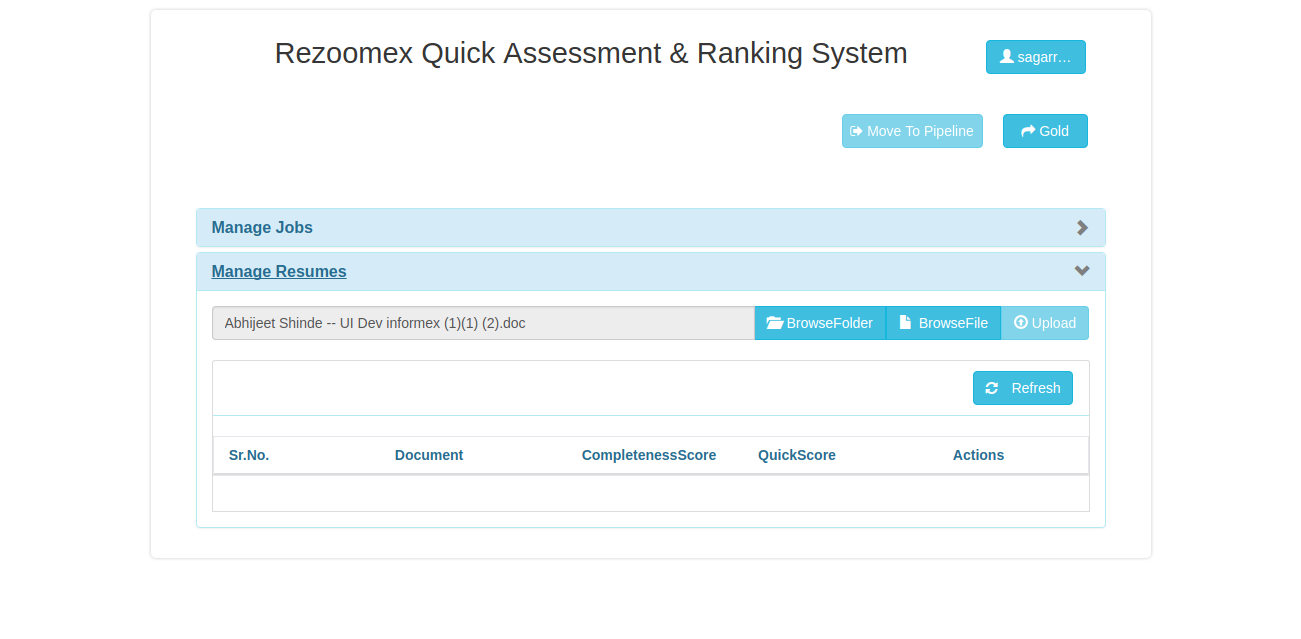 Rezoomex Quick Assessment & Ranking System
sagarr...
Move To Pipeline Gold
Manage Jobs
Manage Resumes
Abhijeet Shinde -- UI Dev informex (1)(1) (2).doc BrowseFolder BrowseFile Upload
Refresh
Sr.No. Document CompletenessScore QuickScore Actions